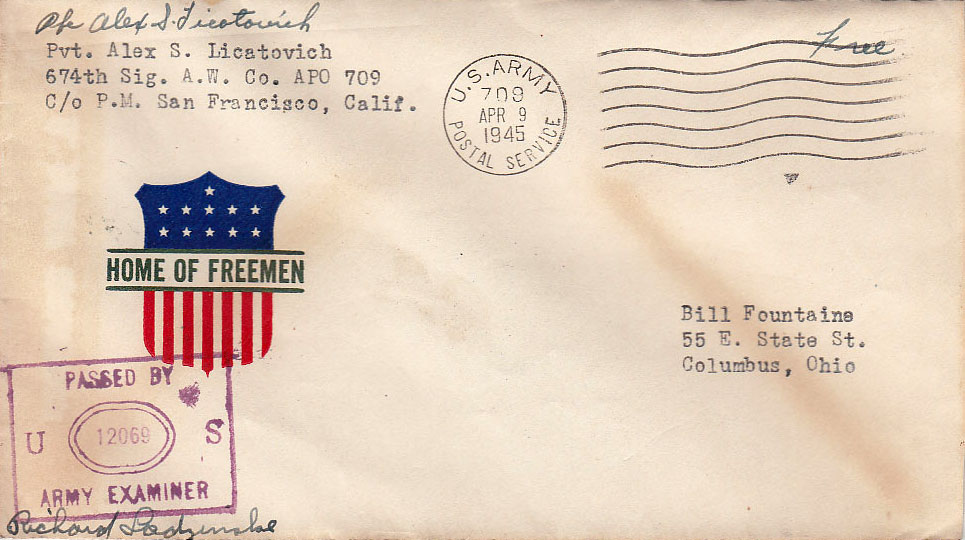 Pfc Alex S. Licatovich
Pvt. Alex S. Licatovich
674th Sig. A.W. Co. APO 709
C/o P.M. San Francisco, Calif.
U.S. ARMY
709
APR 9
1945
POSTAL SERVICE
Free
HOME OF FREEMEN
Bill Fountaine
55 E. State St.
Columbus, Ohio
PASSED BY
U 12069 S
ARMY EXAMINER
Richard